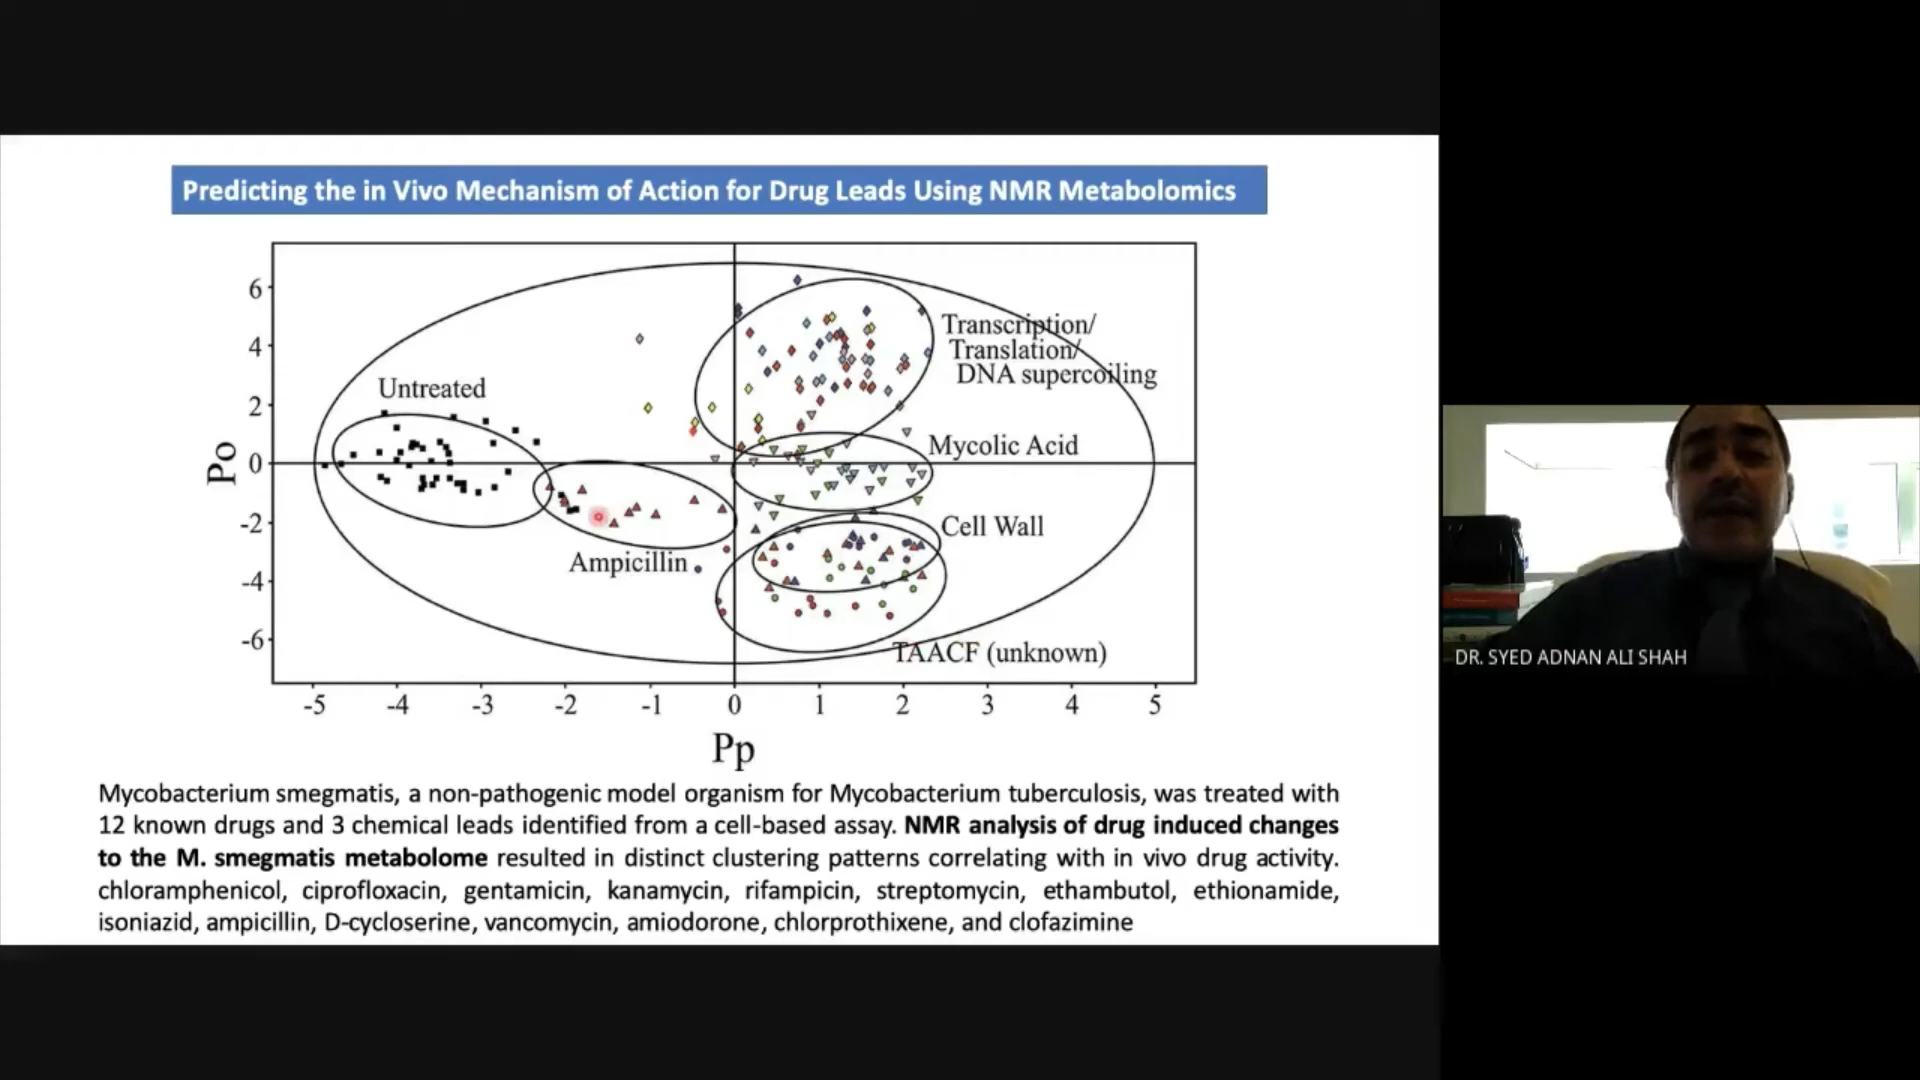 Predicting the in Vivo Mechanism of Action for Drug Leads Using NMR Metabolomics
6
4
2
0
-2
-4
-6
Po
Untreated
Ampicillin
Transcription/
Translation/
DNA supercoiling
Mycolic Acid
Cell Wall
TAACF (unknown)
-5 -4 -3 -2 -1 0 1 2 3 4 5
Pp
Mycobacterium smegmatis, a non-pathogenic model organism for Mycobacterium tuberculosis, was treated with
12 known drugs and 3 chemical leads identified from a cell-based assay. NMR analysis of drug induced changes
to the M. smegmatis metabolome resulted in distinct clustering patterns correlating with in vivo drug activity.
chloramphenicol, ciprofloxacin, gentamicin, kanamycin, rifampicin, streptomycin, ethambutol, ethionamide,
isoniazid, ampicillin, D-cycloserine, vancomycin, amiodorone, chlorprothixene, and clofazimine
DR. SYED ADNAN ALI SHAH